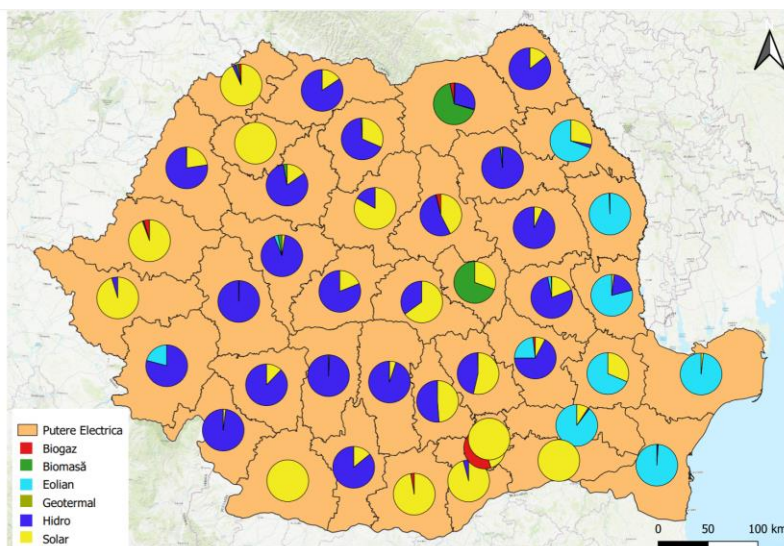 Putere Electrica
Biogaz
Biomasă
Eolian
Geotermal
Hidro
Solar
0 50 100 km